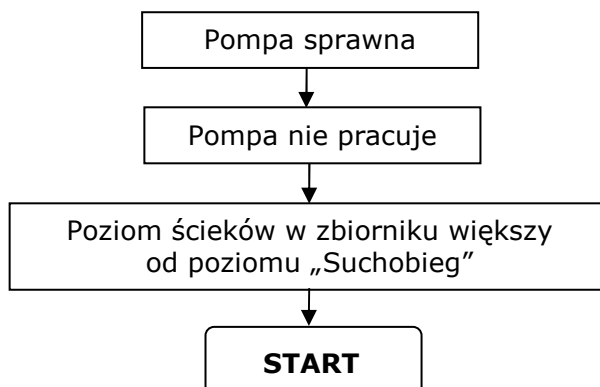 Pompa sprawna
Pompa nie pracuje
Poziom ścieków w zbiorniku większy
od poziomu „Suchobieg”
START